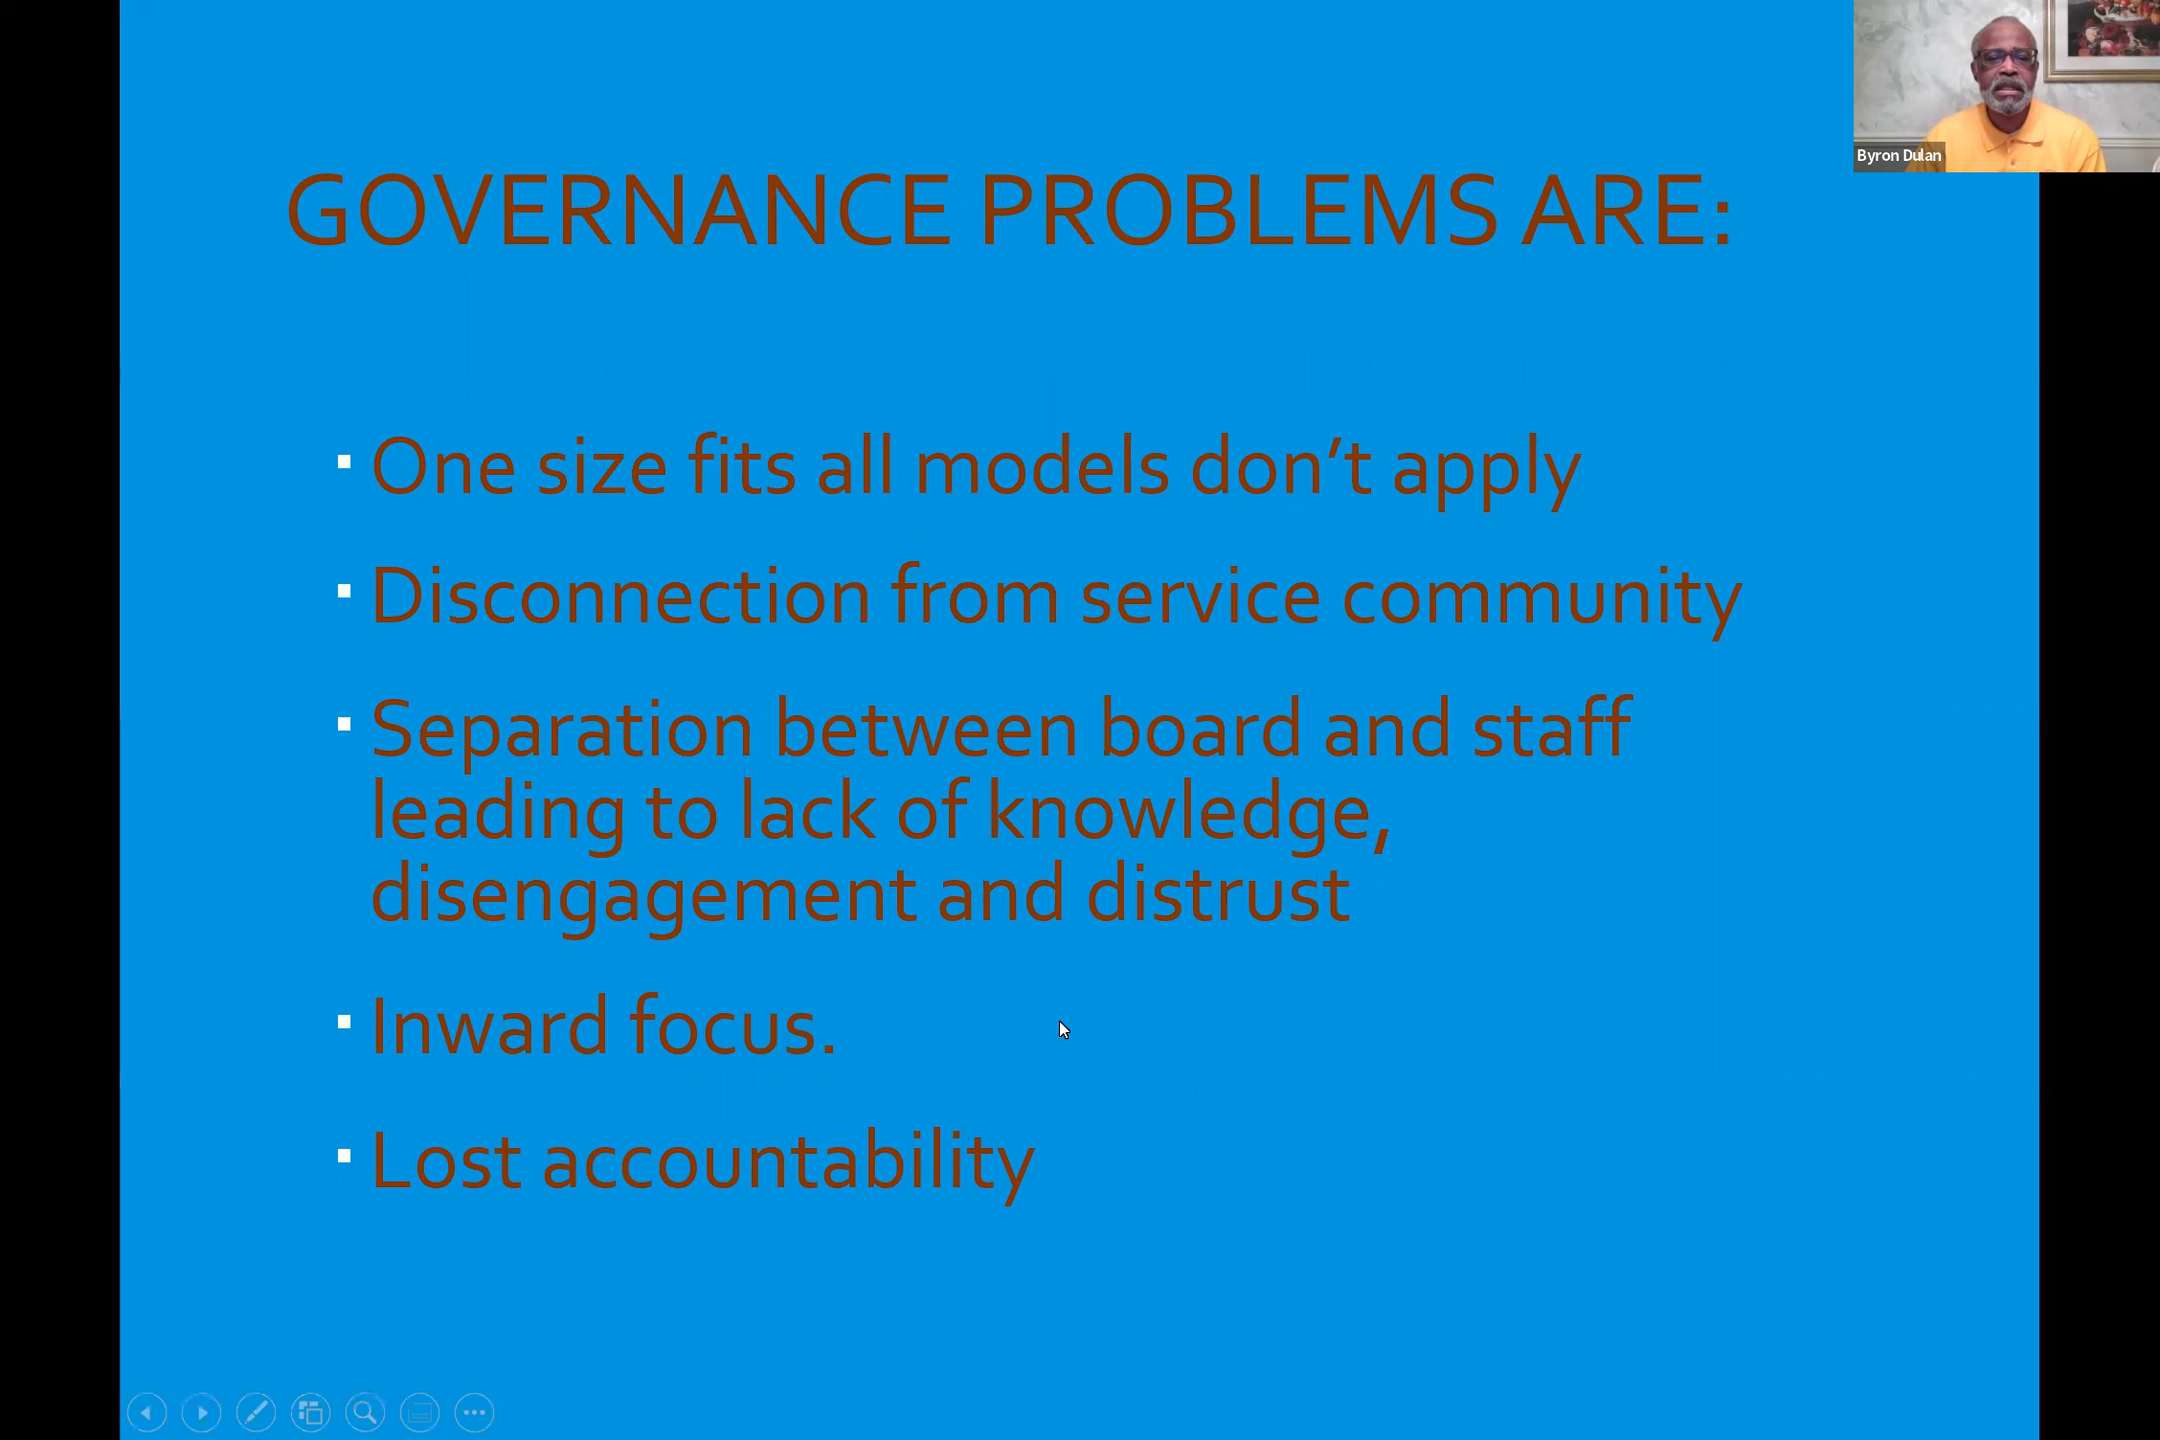 GOVERNANCE PROBLEMS ARE:
One size fits all models don’t apply
Disconnection from service community
Separation between board and staff
leading to lack of knowledge,
disengagement and distrust
Inward focus.
Lost accountability
Byron Dulan